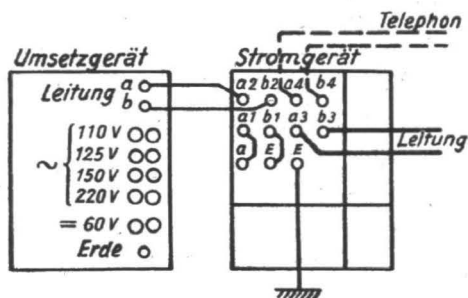 Telephon
Umsetzgerät
Stromgerät
Leitung a
b
~ 110 V
125 V
150 V
220 V
= 60 V
Erde
a2 b2 a4 b4
a1 b1 a3 b3
a E E
Leitung